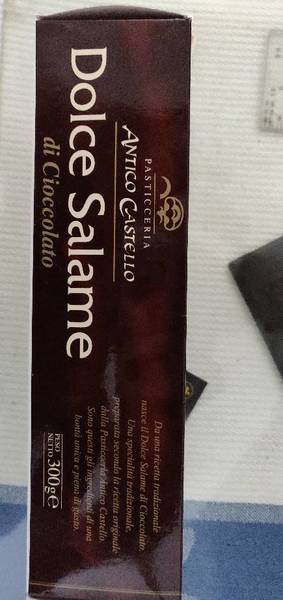 PASTICCERIA
ANTICO CASTELLO
Dolce Salame
di Cioccolato
Da una ricetta tradizionale
nasce il Dolce Salame di Cioccolato.
Una specialità tradizionale,
preparata secondo la ricetta originale
dalla Pasticceria Antico Castello.
Sono questi gli ingredienti di una
bontà unica e piena di gusto.
PESO
NETTO 300g e